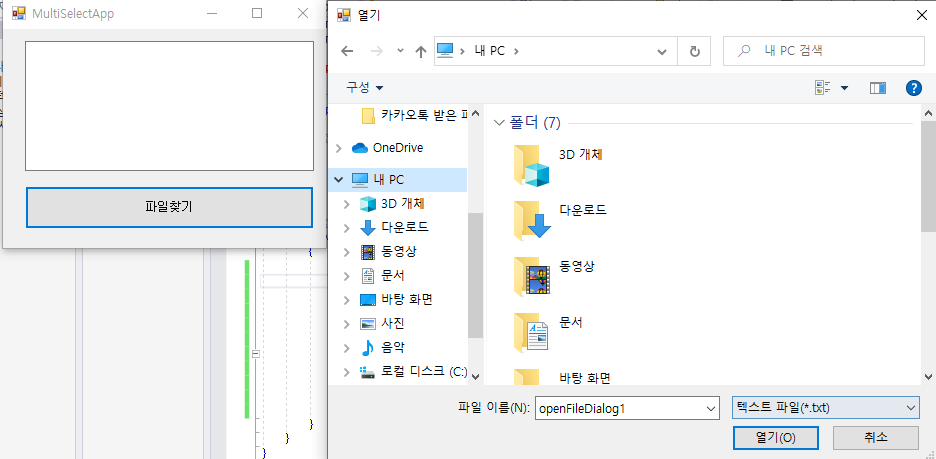 MultiSelectApp
파일찾기
열기
내 PC
내 PC 검색
구성
카카오톡 받은 파
OneDrive
내 PC
3D 개체
다운로드
동영상
문서
바탕 화면
사진
음악
로컬 디스크 (C:)
폴더 (7)
3D 개체
다운로드
동영상
문서
바탕 화면
파일 이름(N):
openFileDialog1
텍스트 파일(*.txt)
열기(O)
취소
{
}
}
}